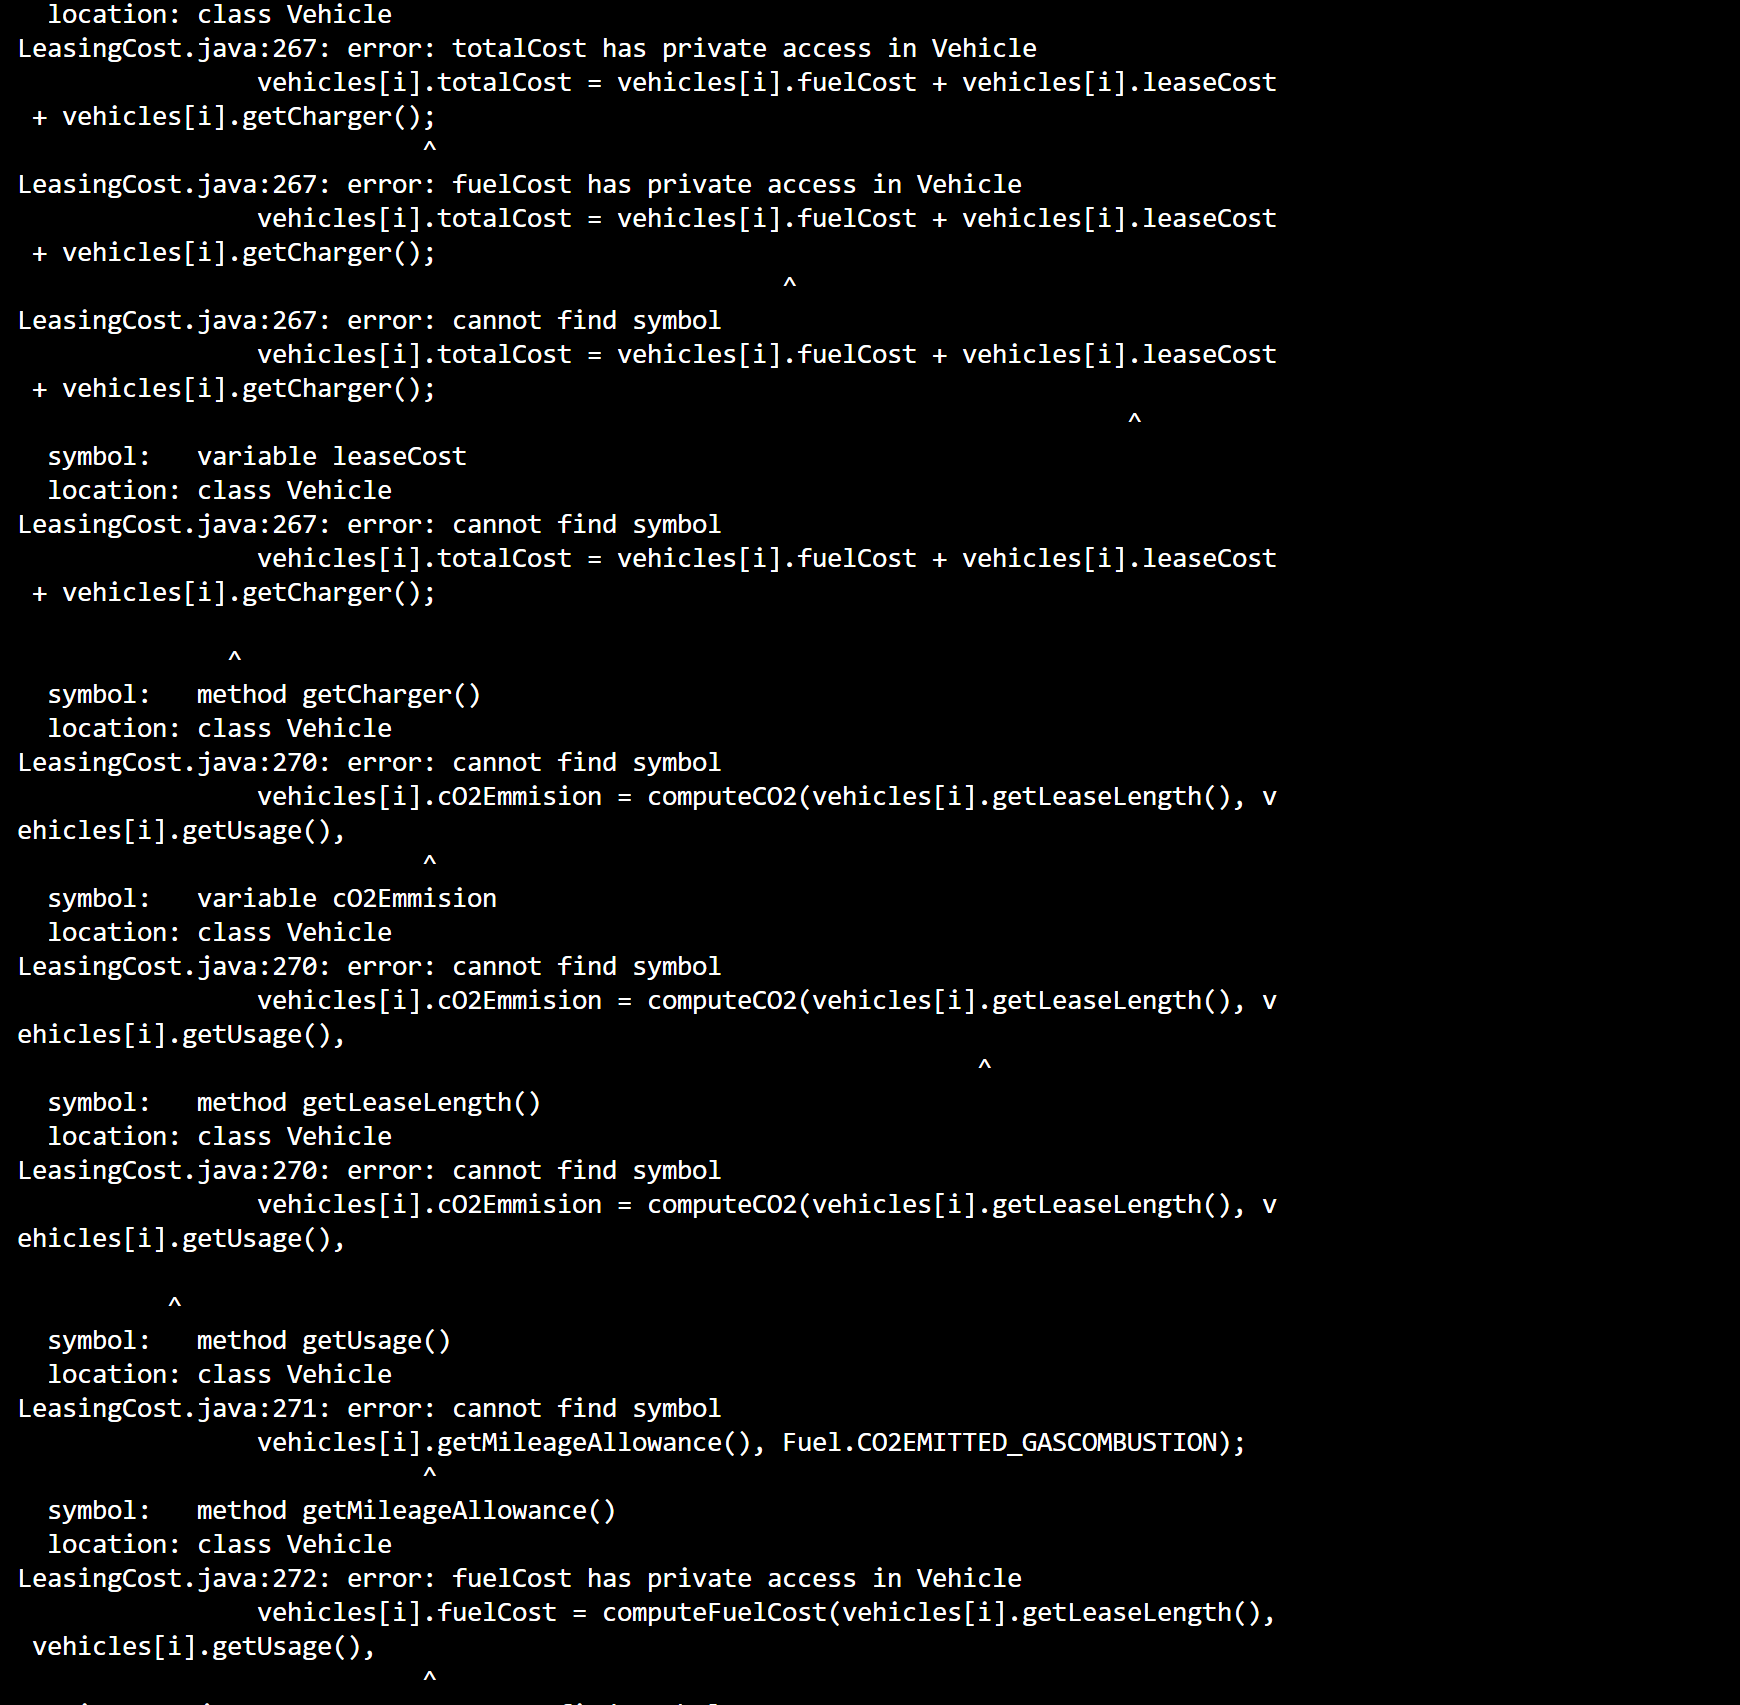 location: class Vehicle
LeasingCost.java:267: error: totalCost has private access in Vehicle
vehicles[i].totalCost = vehicles[i].fuelCost + vehicles[i].leaseCost
+ vehicles[i].getCharger();
^
LeasingCost.java:267: error: fuelCost has private access in Vehicle
vehicles[i].totalCost = vehicles[i].fuelCost + vehicles[i].leaseCost
+ vehicles[i].getCharger();
^
LeasingCost.java:267: error: cannot find symbol
vehicles[i].totalCost = vehicles[i].fuelCost + vehicles[i].leaseCost
+ vehicles[i].getCharger();
^
symbol:   variable leaseCost
location: class Vehicle
LeasingCost.java:267: error: cannot find symbol
vehicles[i].totalCost = vehicles[i].fuelCost + vehicles[i].leaseCost
+ vehicles[i].getCharger();
^
symbol:   method getCharger()
location: class Vehicle
LeasingCost.java:270: error: cannot find symbol
vehicles[i].cO2Emmision = computeCO2(vehicles[i].getLeaseLength(), v
ehicles[i].getUsage(),
^
symbol:   variable cO2Emmision
location: class Vehicle
LeasingCost.java:270: error: cannot find symbol
vehicles[i].cO2Emmision = computeCO2(vehicles[i].getLeaseLength(), v
ehicles[i].getUsage(),
^
symbol:   method getLeaseLength()
location: class Vehicle
LeasingCost.java:270: error: cannot find symbol
vehicles[i].cO2Emmision = computeCO2(vehicles[i].getLeaseLength(), v
ehicles[i].getUsage(),
^
symbol:   method getUsage()
location: class Vehicle
LeasingCost.java:271: error: cannot find symbol
vehicles[i].getMileageAllowance(), Fuel.CO2EMITTED_GASCOMBUSTION);
^
symbol:   method getMileageAllowance()
location: class Vehicle
LeasingCost.java:272: error: fuelCost has private access in Vehicle
vehicles[i].fuelCost = computeFuelCost(vehicles[i].getLeaseLength(),
vehicles[i].getUsage(),
^